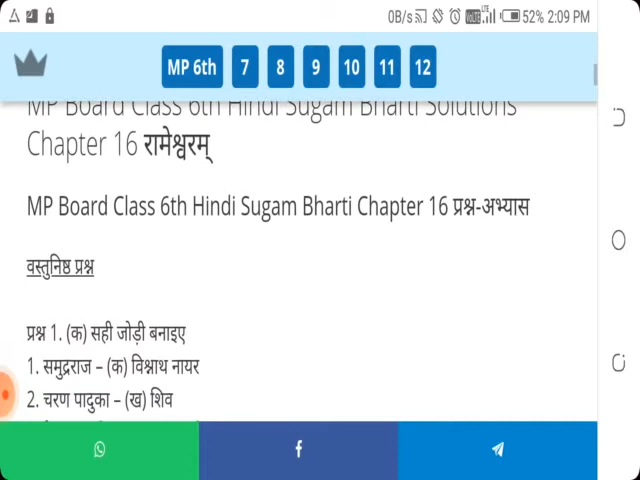 0B/s 52% 2:09 PM
MP 6th 7 8 9 10 11 12
MP Board Class 6th Hindi Sugam Bharti Solutions
Chapter 16 रामेश्वरम्
MP Board Class 6th Hindi Sugam Bharti Chapter 16 प्रश्न-अभ्यास
वस्तुनिष्ठ प्रश्न
प्रश्न 1. (क) सही जोड़ी बनाइए
1. समुद्रराज – (क) विश्नाथ नायर
2. चरण पादुका – (ख) शिव